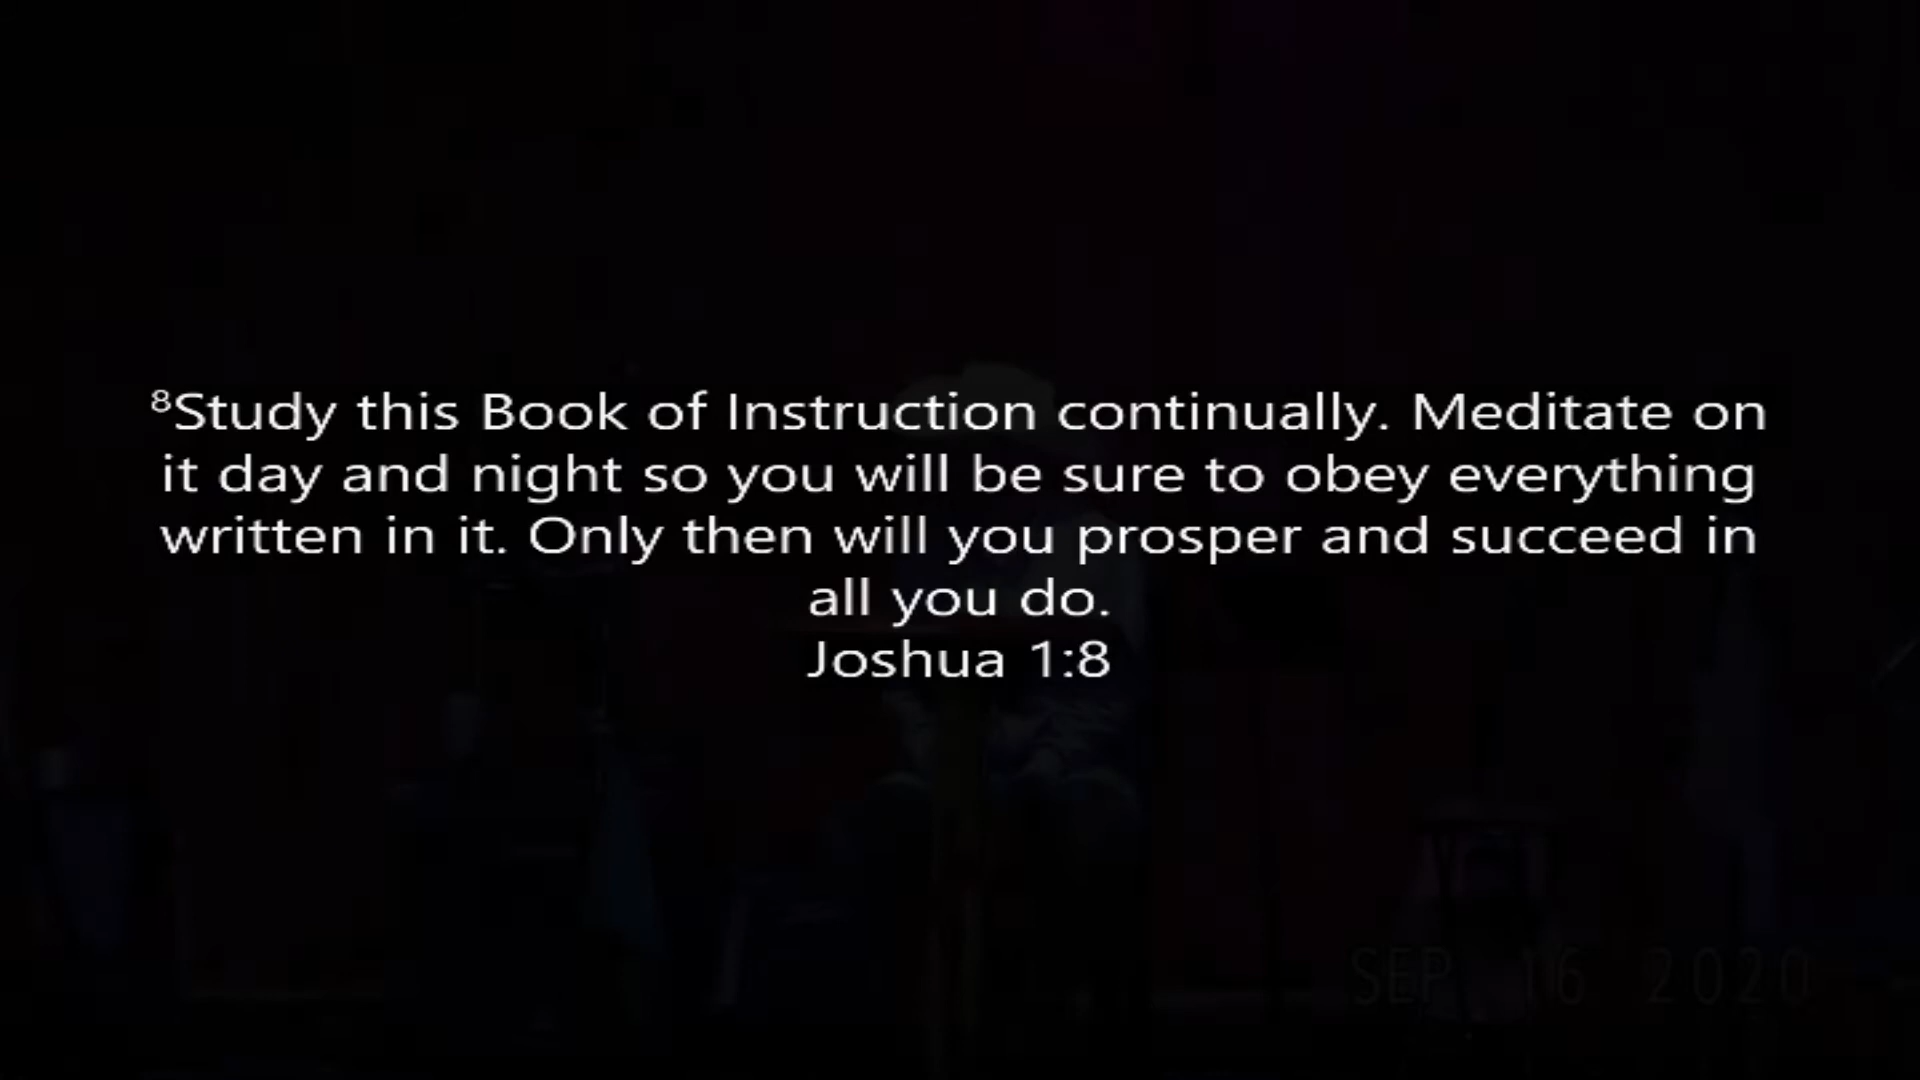 ⁸Study this Book of Instruction continually. Meditate on
it day and night so you will be sure to obey everything
written in it. Only then will you prosper and succeed in
all you do.
Joshua 1:8
SEP 16 2020